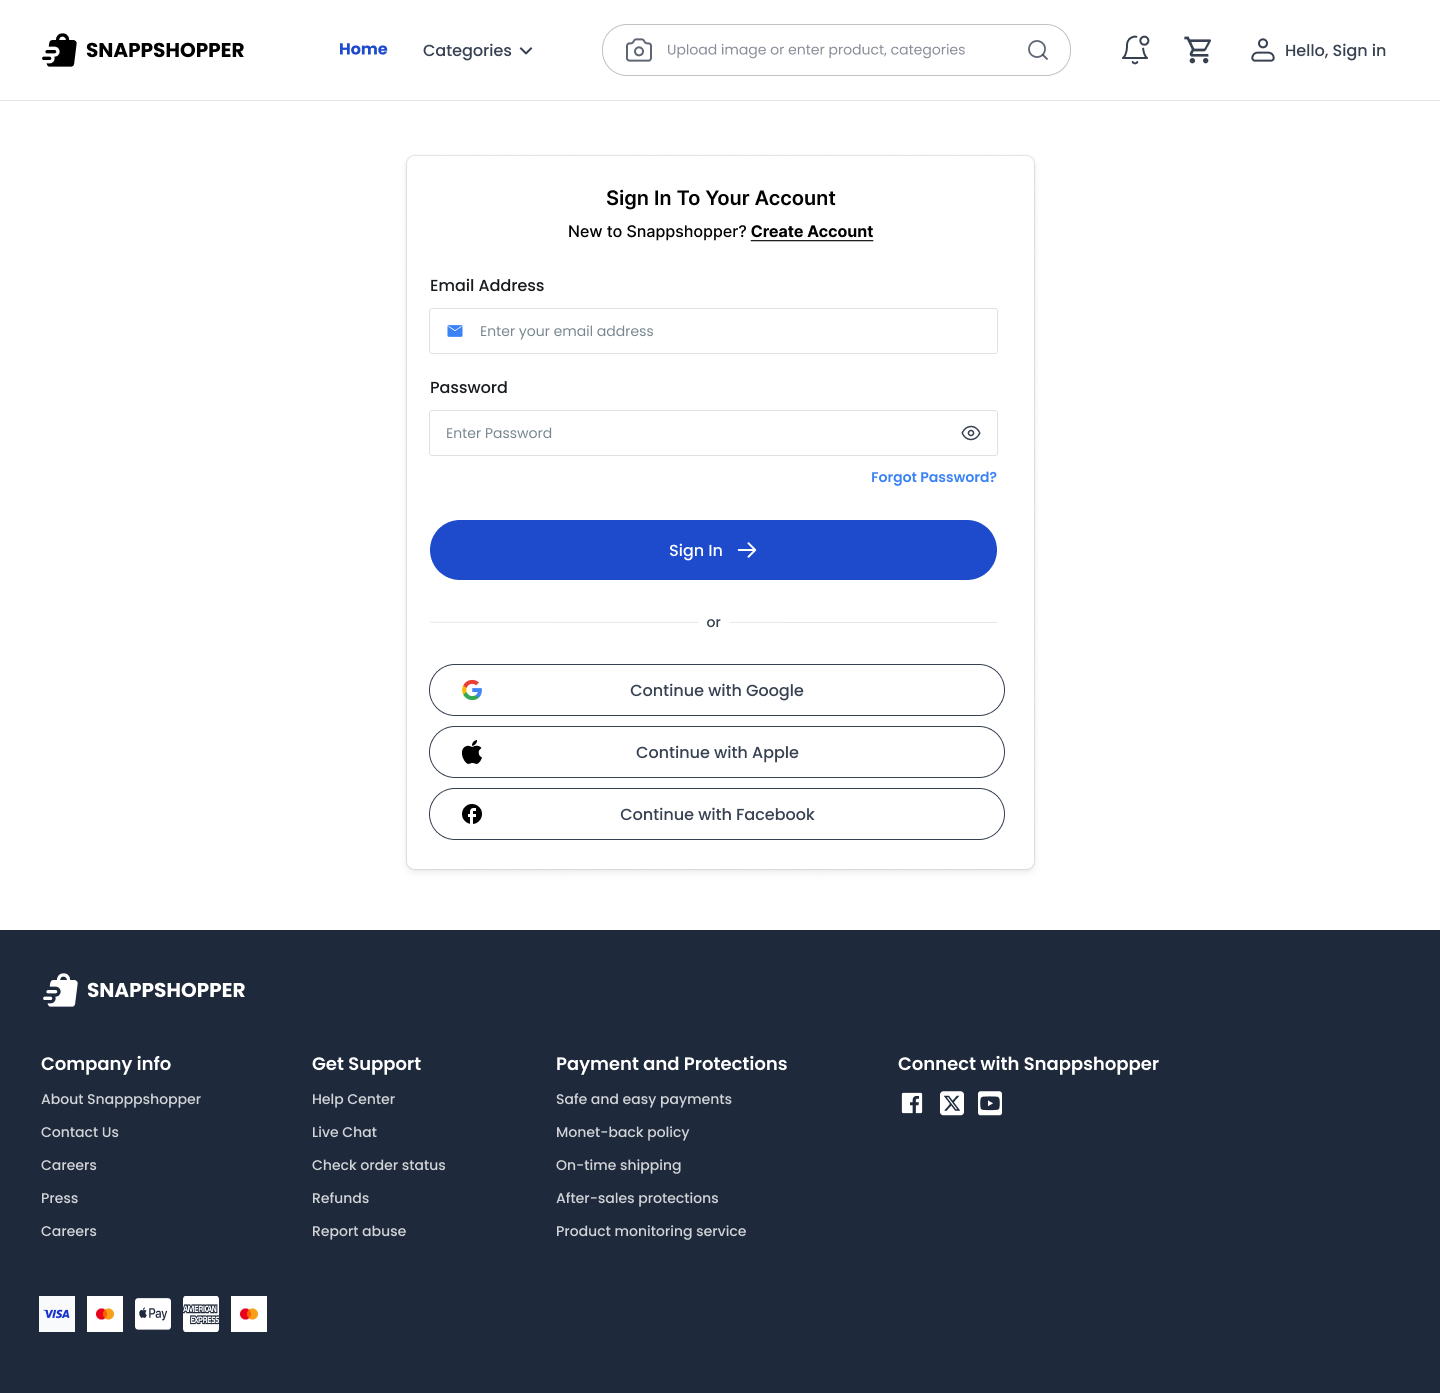 SNAPPSHOPPER
Home
Categories
Upload image or enter product, categories
Hello, Sign in
Sign In To Your Account
New to Snappshopper? Create Account
Email Address
Enter your email address
Password
Enter Password
Forgot Password?
Sign In
or
Continue with Google
Continue with Apple
Continue with Facebook
SNAPPSHOPPER
Company info
About Snapppshopper
Contact Us
Careers
Press
Careers
Get Support
Help Center
Live Chat
Check order status
Refunds
Report abuse
Payment and Protections
Safe and easy payments
Monet-back policy
On-time shipping
After-sales protections
Product monitoring service
Connect with Snappshopper
VISA
Pay
AMERICAN
EXPRESS